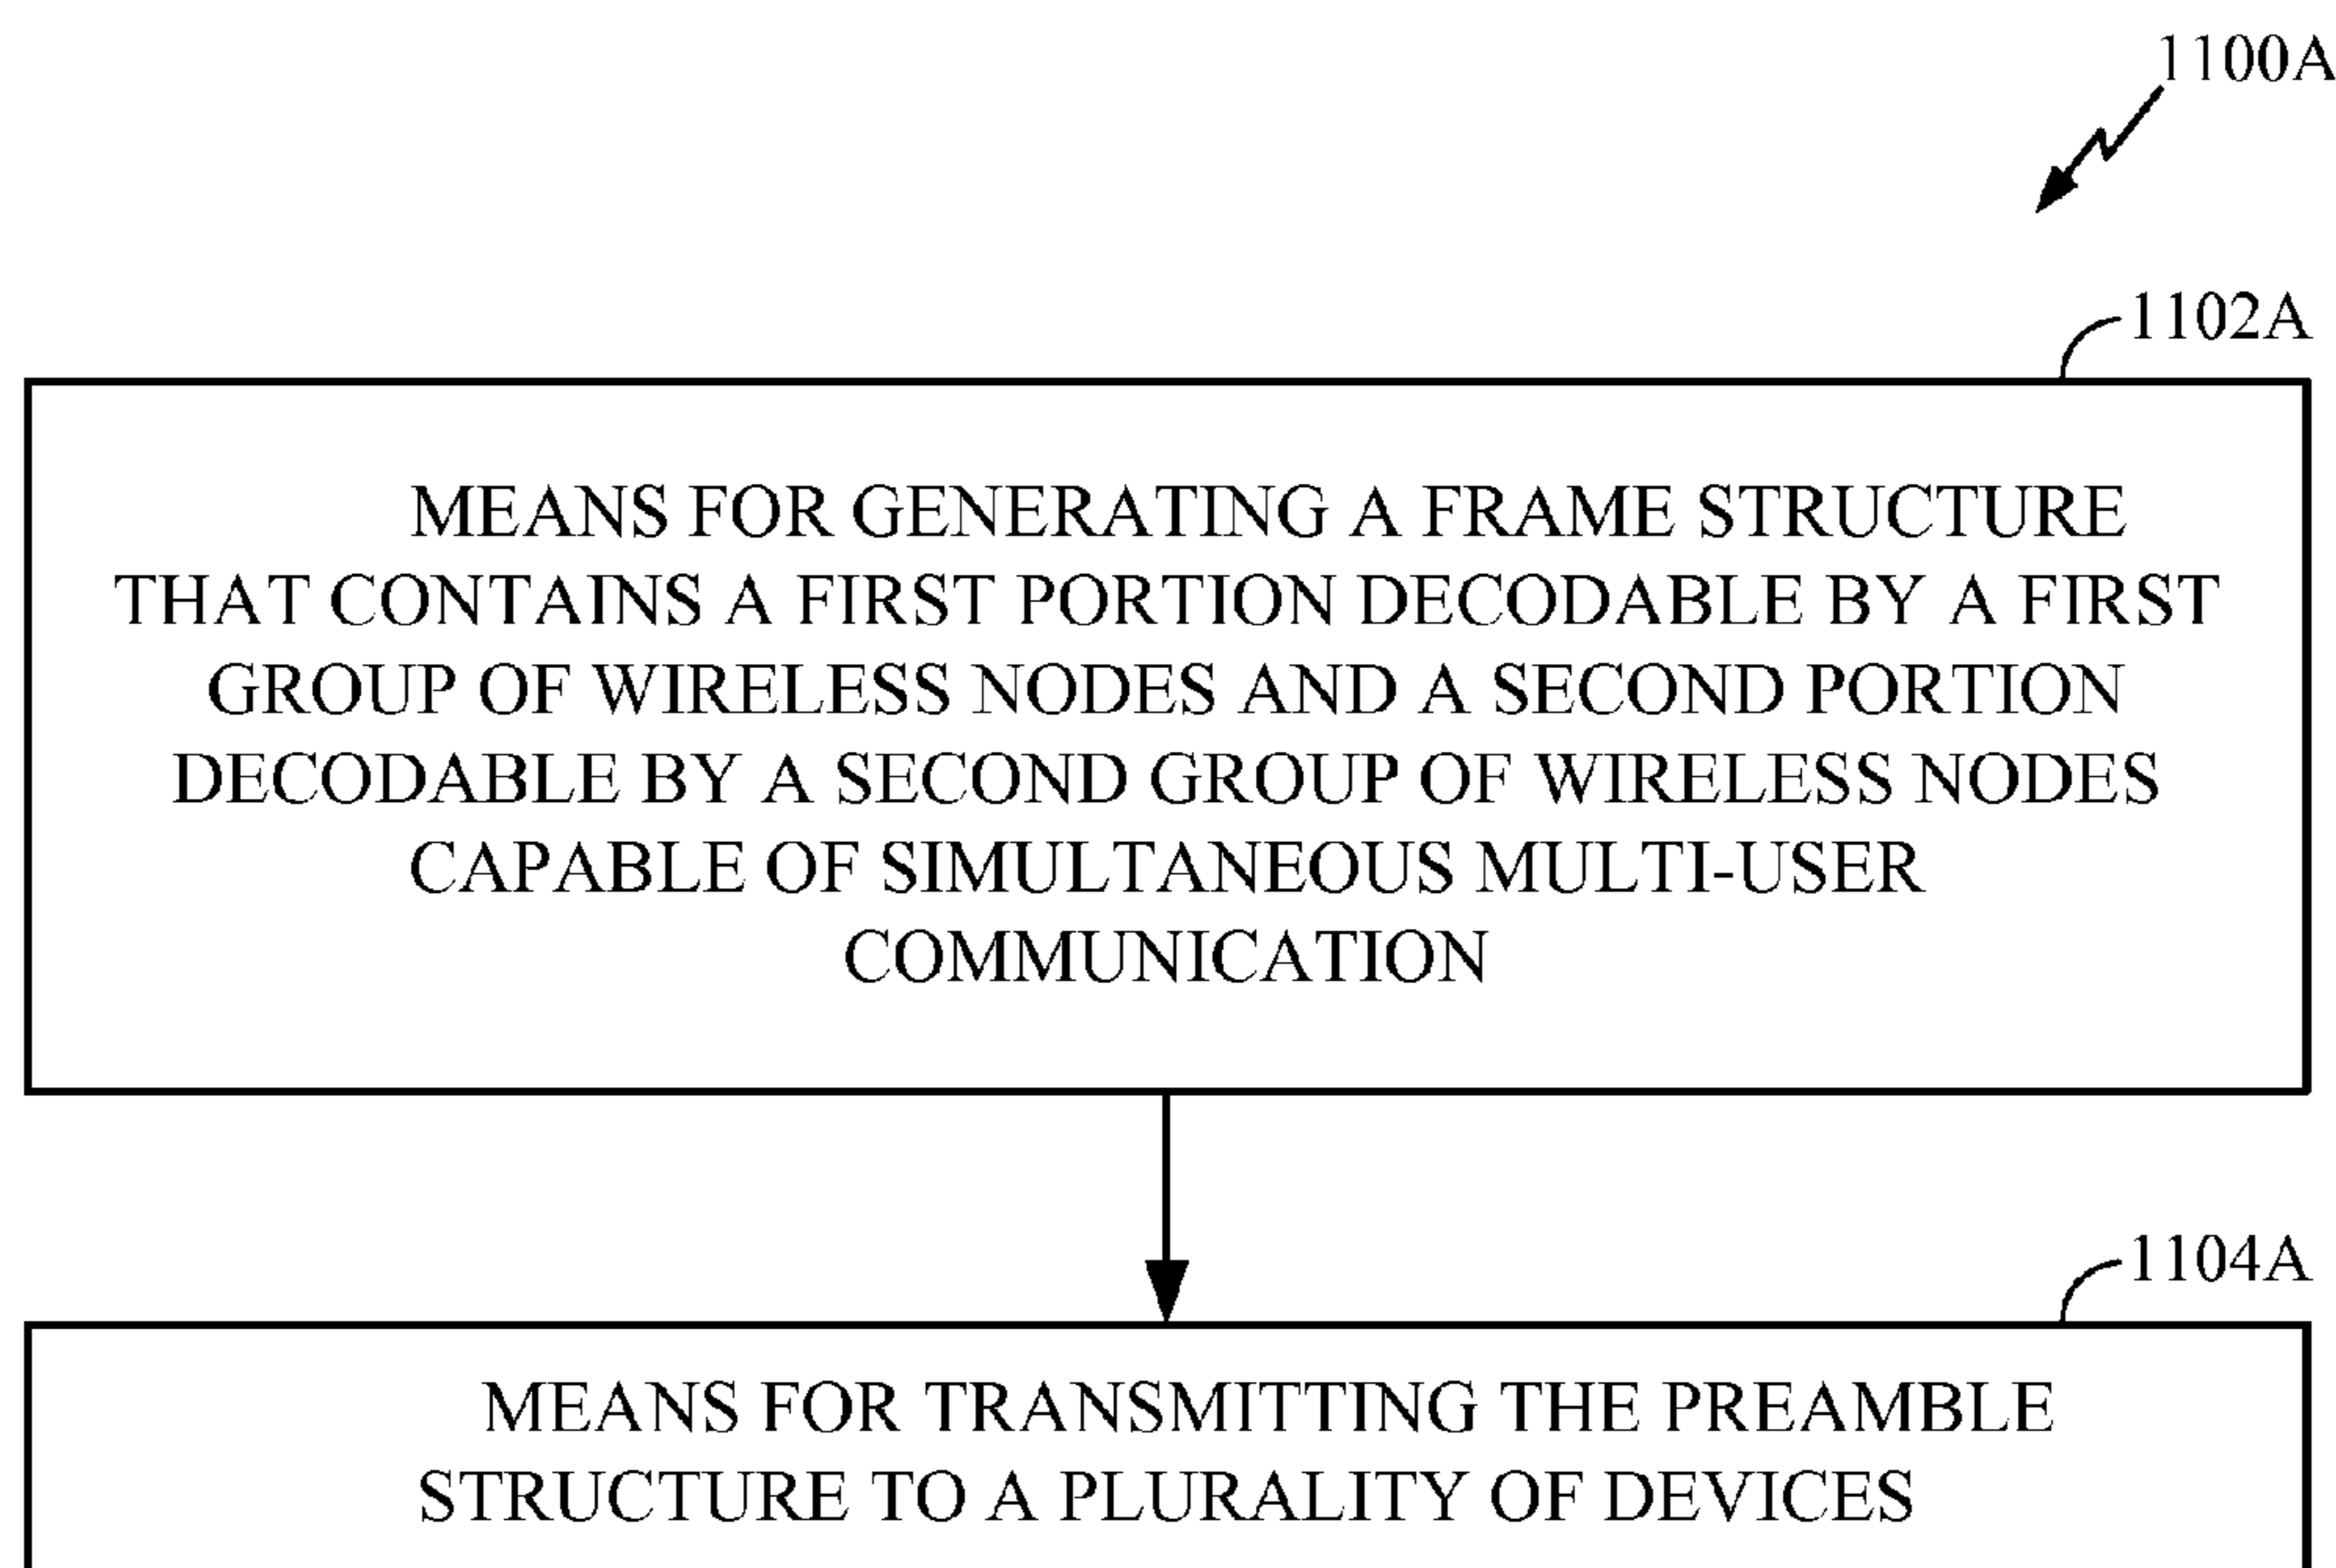 1100A
1102A
MEANS FOR GENERATING A FRAME STRUCTURE
THAT CONTAINS A FIRST PORTION DECODABLE BY A FIRST
GROUP OF WIRELESS NODES AND A SECOND PORTION
DECODABLE BY A SECOND GROUP OF WIRELESS NODES
CAPABLE OF SIMULTANEOUS MULTI-USER
COMMUNICATION
1104A
MEANS FOR TRANSMITTING THE PREAMBLE
STRUCTURE TO A PLURALITY OF DEVICES